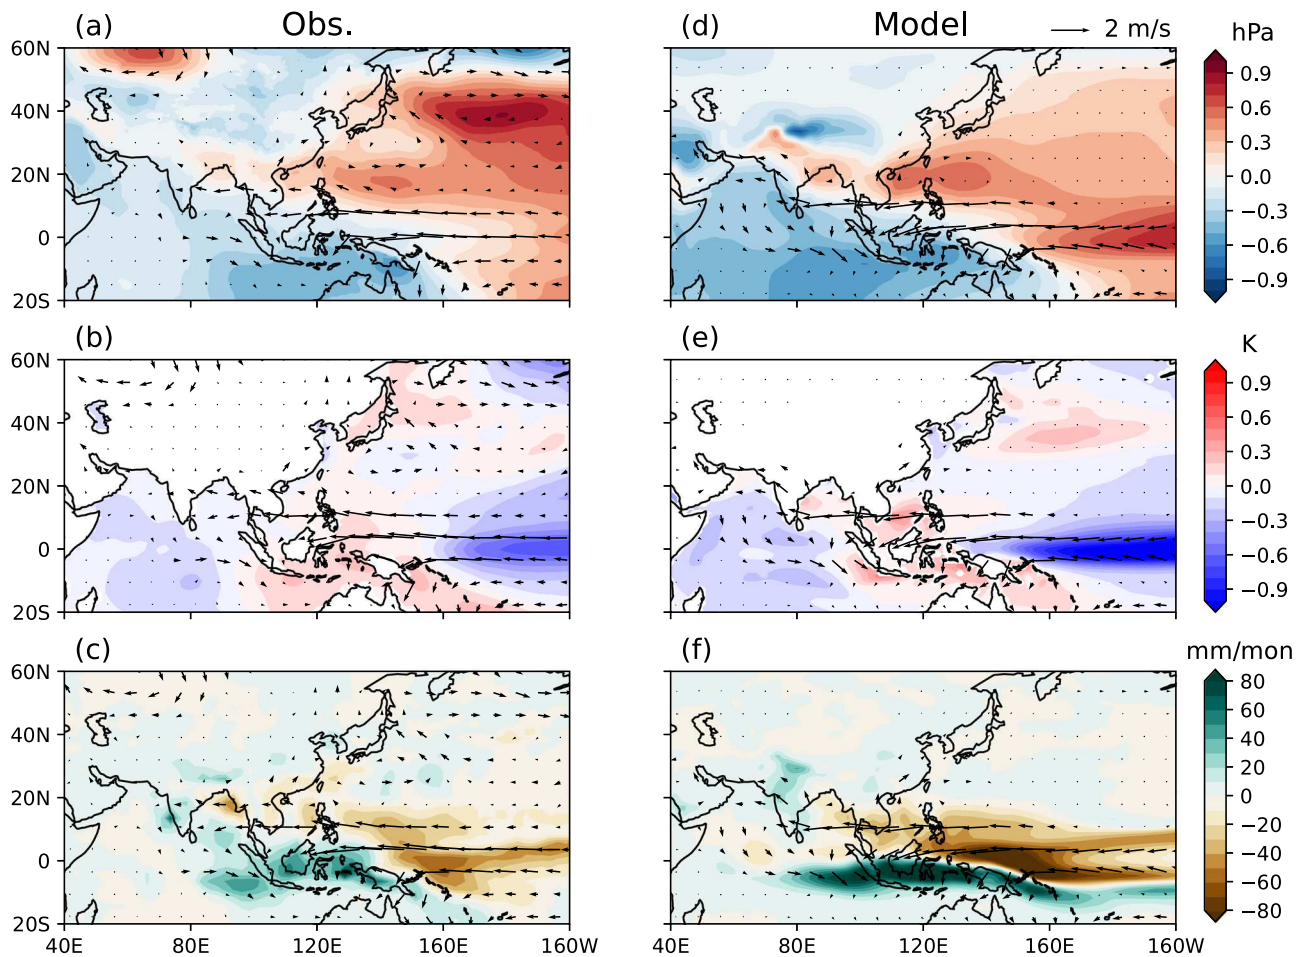 (a) Obs. (d) Model 2 m/s hPa
60N 0.9
40N 0.6
0.3
20N 0.0
−0.3
0 −0.6
−0.9
20S
(b) (e) K
60N 0.9
40N 0.6
0.3
20N 0.0
−0.3
0 −0.6
−0.9
20S
(c) (f) mm/mon
60N 80
60
40N 40
20
20N 0
−20
0 −40
−60
20S −80
40E 80E 120E 160E 160W 40E 80E 120E 160E 160W